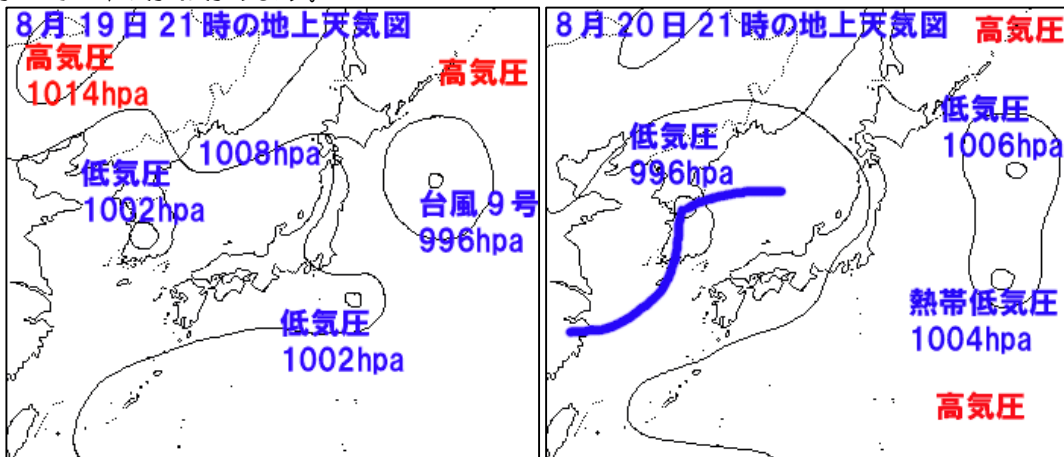 8月19日21時の地上天気図
高気圧
1014hpa
高気圧
1008hpa
低気圧
1002hpa
台風9号
996hpa
低気圧
1002hpa
8月20日21時の地上天気図
高気圧
低気圧
1006hpa
低気圧
996hpa
熱帯低気圧
1004hpa
高気圧